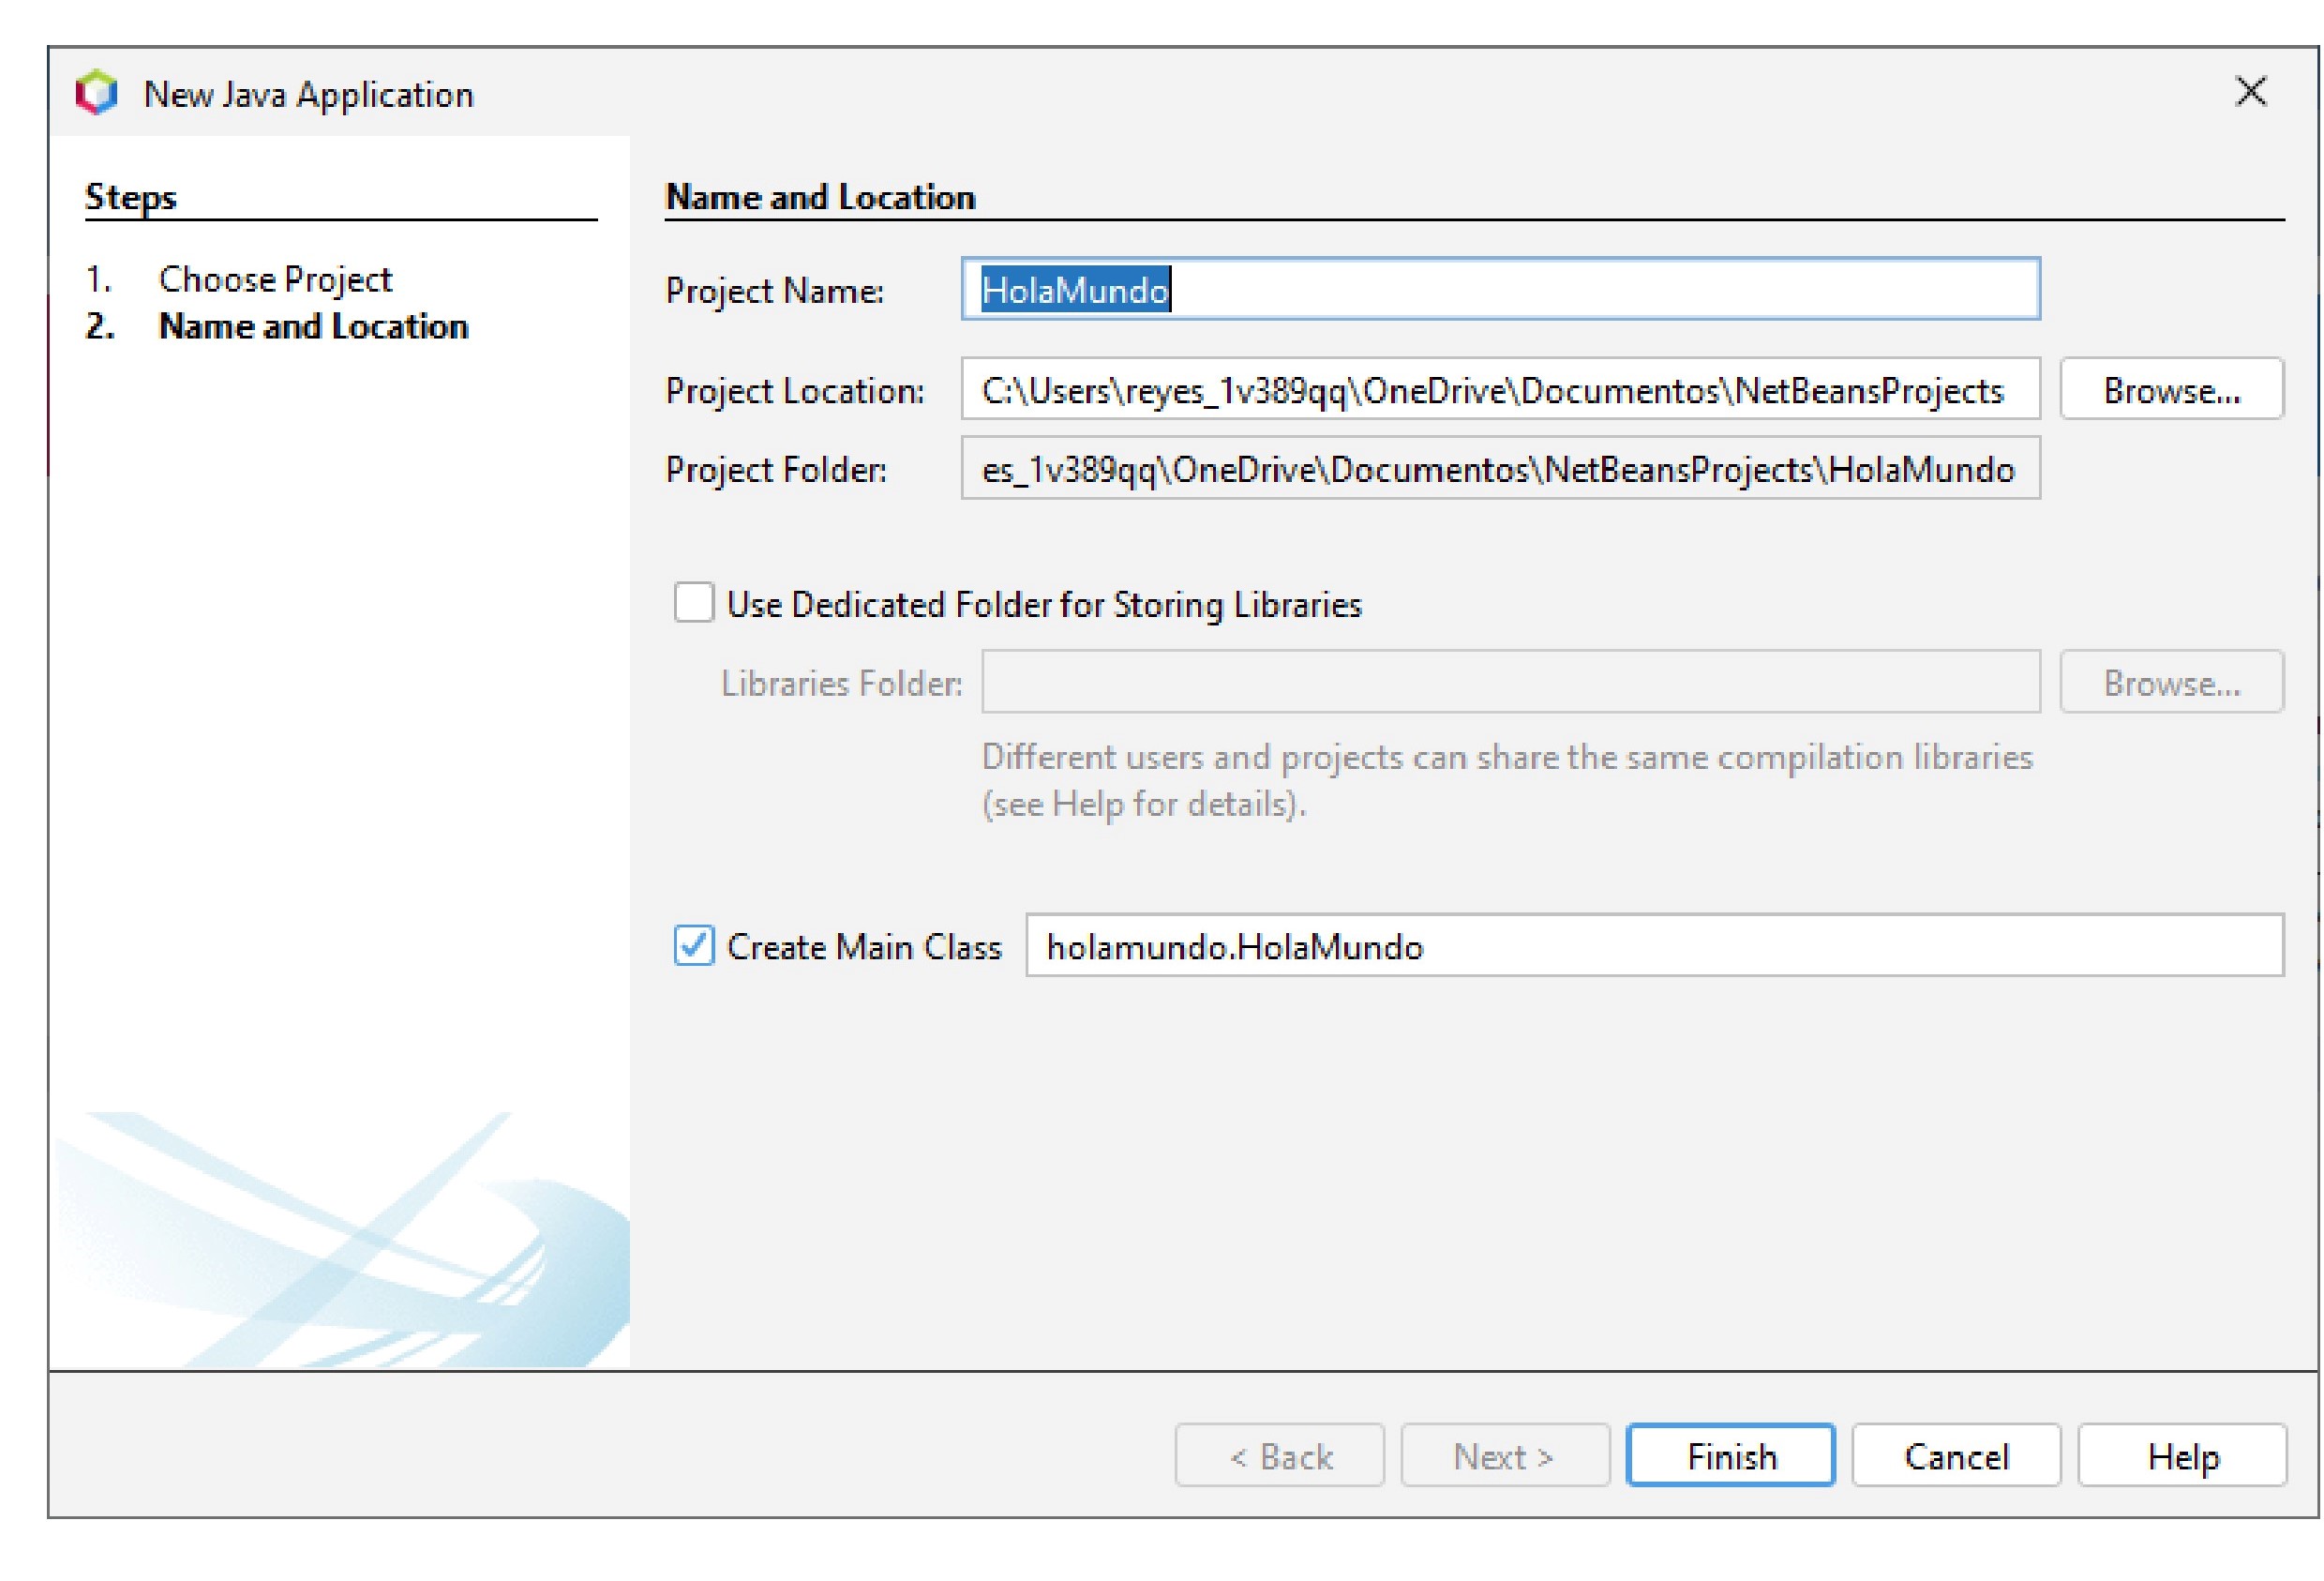 New Java Application
Steps
1. Choose Project
2. Name and Location
Name and Location
Project Name: HolaMundo
Project Location: C:\Users\reyes_1v389qq\OneDrive\Documentos\NetBeansProjects Browse...
Project Folder: es_1v389qq\OneDrive\Documentos\NetBeansProjects\HolaMundo
Use Dedicated Folder for Storing Libraries
Libraries Folder: Browse...
Different users and projects can share the same compilation libraries
(see Help for details).
Create Main Class holamundo.HolaMundo
< Back Next > Finish Cancel Help